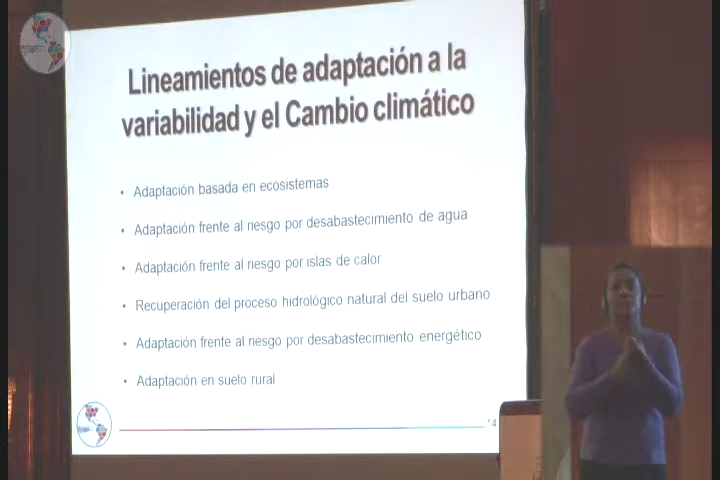 Lineamientos de adaptación a la
variabilidad y el Cambio climático
• Adaptación basada en ecosistemas
• Adaptación frente al riesgo por desabastecimiento de agua
• Adaptación frente al riesgo por islas de calor
• Recuperación del proceso hidrológico natural del suelo urbano
• Adaptación frente al riesgo por desabastecimiento energético
• Adaptación en suelo rural